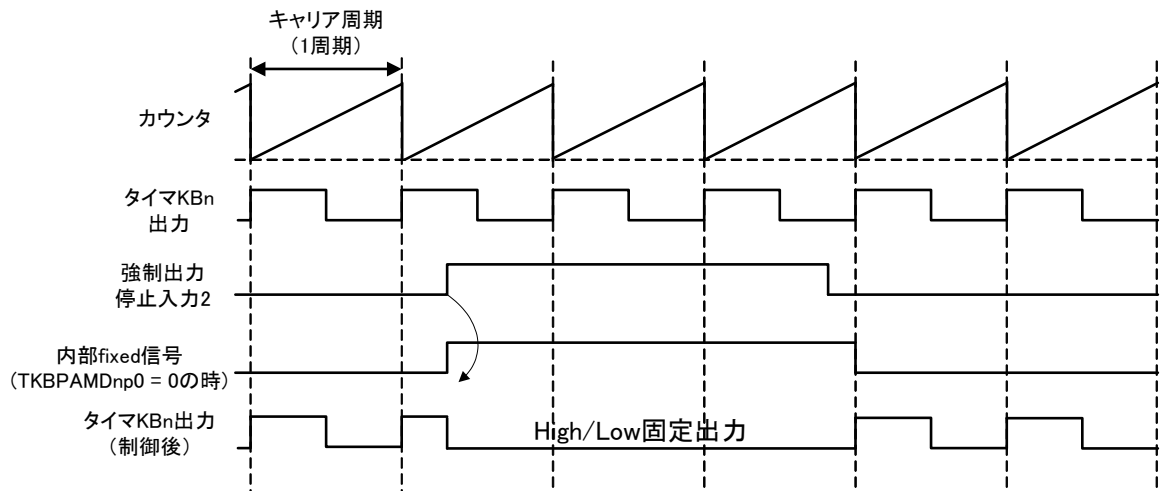 キャリア周期
（1周期）
カウンタ
タイマKBn
出力
強制出力
停止入力2
内部fixed信号
（TKBPAMDnp0 = 0の時）
タイマKBn出力
（制御後）
High/Low固定出力